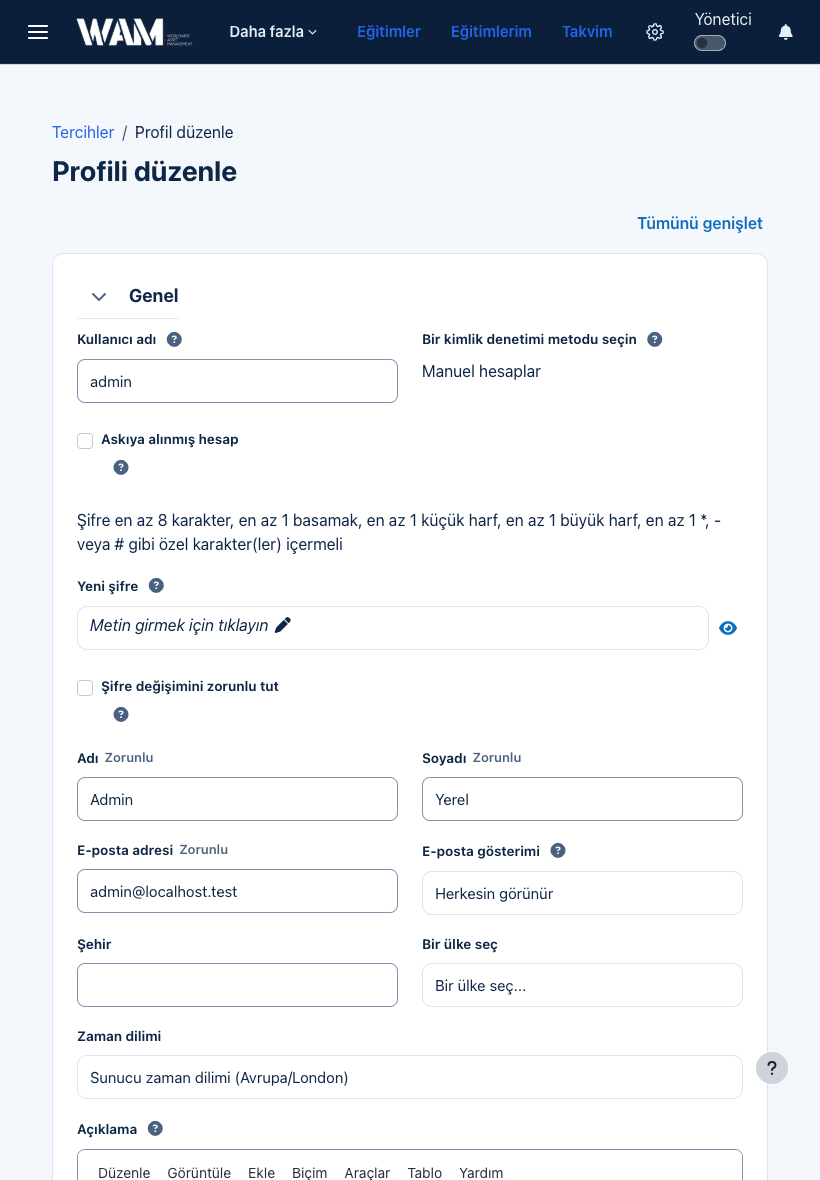 WAM WORLDWIDE ASSET MANAGEMENT
Daha fazla
Eğitimler
Eğitimlerim
Takvim
Yönetici
Tercihler / Profil düzenle
Profili düzenle
Tümünü genişlet
Genel
Kullanıcı adı ?
admin
Bir kimlik denetimi metodu seçin ?
Manuel hesaplar
Askıya alınmış hesap
?
Şifre en az 8 karakter, en az 1 basamak, en az 1 küçük harf, en az 1 büyük harf, en az 1 *, -
veya # gibi özel karakter(ler) içermeli
Yeni şifre ?
Metin girmek için tıklayın
Şifre değişimini zorunlu tut
?
Adı Zorunlu
Admin
Soyadı Zorunlu
Yerel
E-posta adresi Zorunlu
admin@localhost.test
E-posta gösterimi ?
Herkesin görünür
Şehir
Bir ülke seç
Bir ülke seç...
Zaman dilimi
Sunucu zaman dilimi (Avrupa/London)
?
Açıklama ?
Düzenle Görüntüle Ekle Biçim Araçlar Tablo Yardım